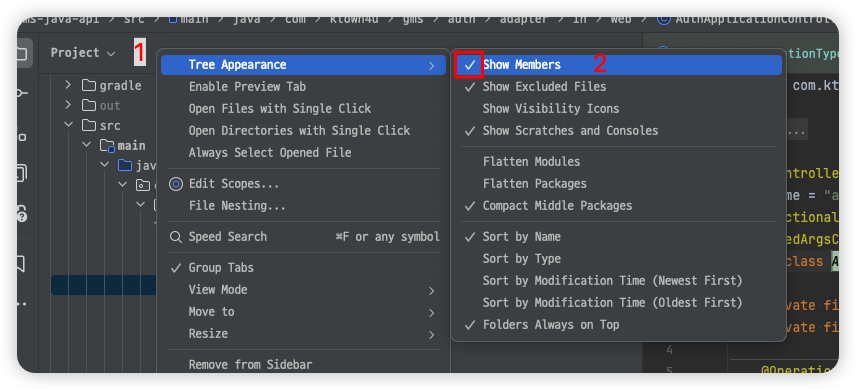 ms-java-api > src > main > java > com > ktown4u > gms > auth > adapter > in > web > AuthApplicationContro
Project
1
gradle
out
src
main
Tree Appearance
Enable Preview Tab
Open Files with Single Click
Open Directories with Single Click
Always Select Opened File
Edit Scopes...
File Nesting...
Speed Search ⌘F or any symbol
Group Tabs
View Mode
Move to
Resize
Remove from Sidebar
Show Members
2
Show Excluded Files
Show Visibility Icons
Show Scratches and Consoles
Flatten Modules
Flatten Packages
Compact Middle Packages
Sort by Name
Sort by Type
Sort by Modification Time (Newest First)
Sort by Modification Time (Oldest First)
Folders Always on Top
tionType
com.kt
...
ntrolle
me = "a
ctional
edArgsC
class A
vate fi
vate fi
4
@Operatio